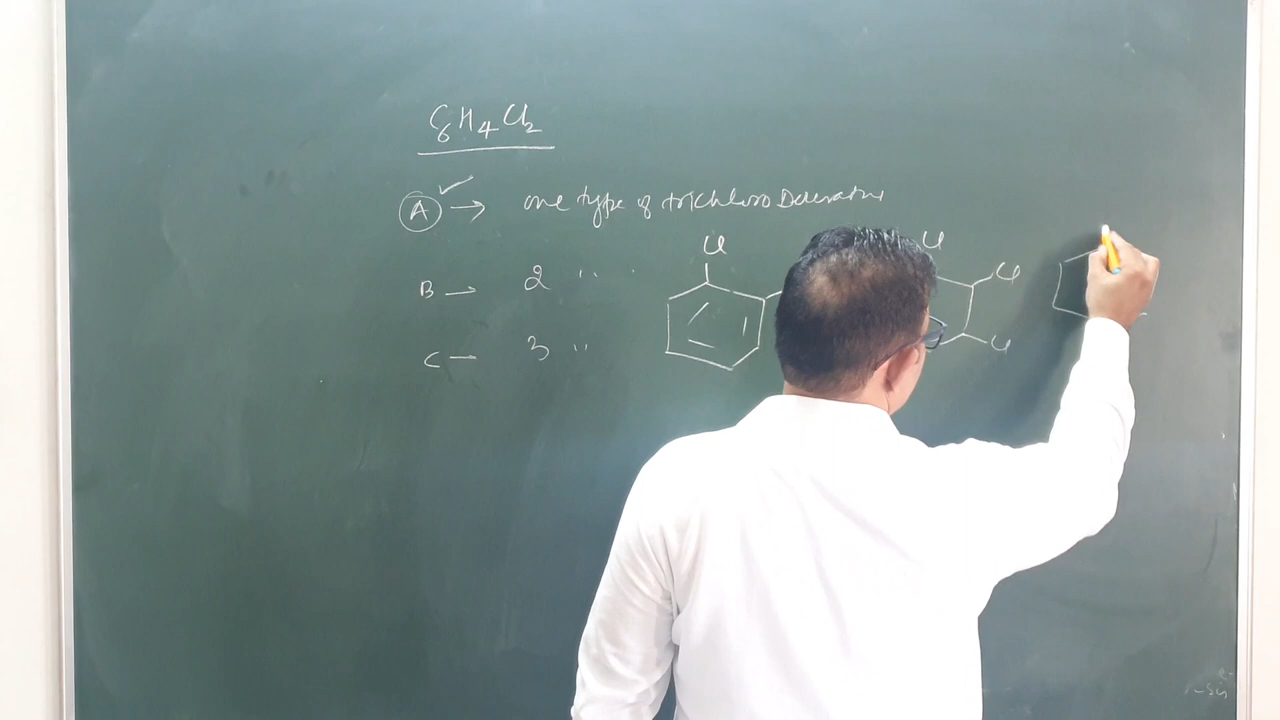 C6H4Cl2
A ✓ → one type of trichloro Derivative
B → 2 " "
C — 3 "
Cl
Cl
Cl
Cl